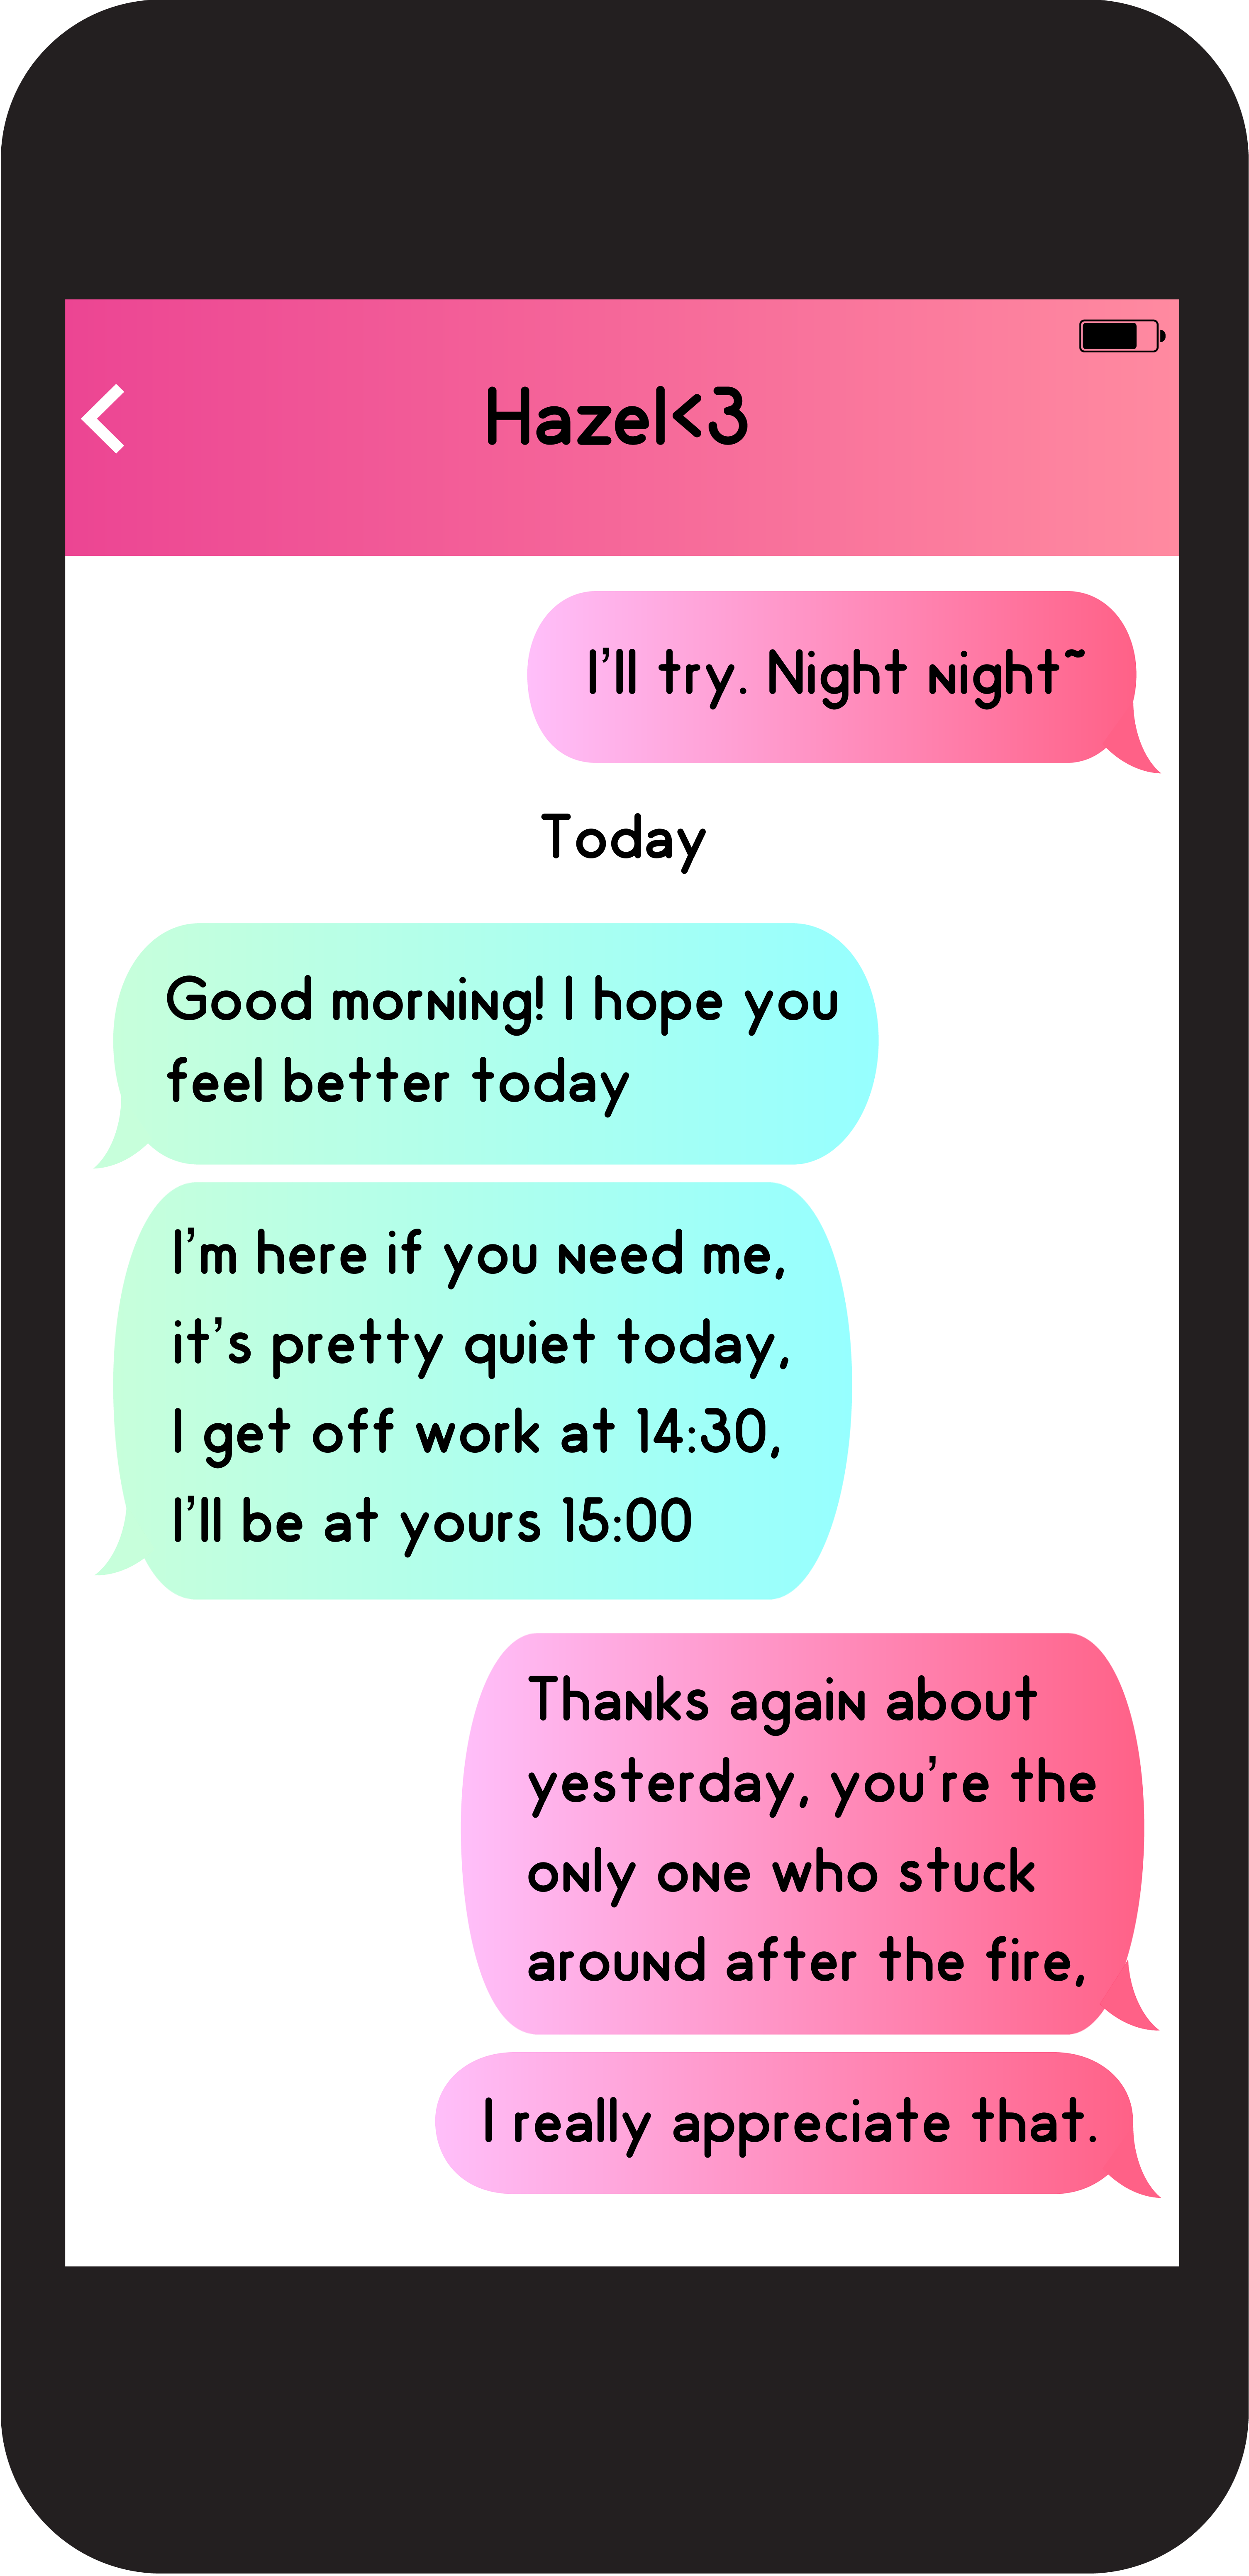 Hazel<3
I'll try. Night night~
Today
Good morning! I hope you
feel better today
I'm here if you need me,
it's pretty quiet today,
I get off work at 14:30,
I'll be at yours 15:00
Thanks again about
yesterday, you're the
only one who stuck
around after the fire,
I really appreciate that.